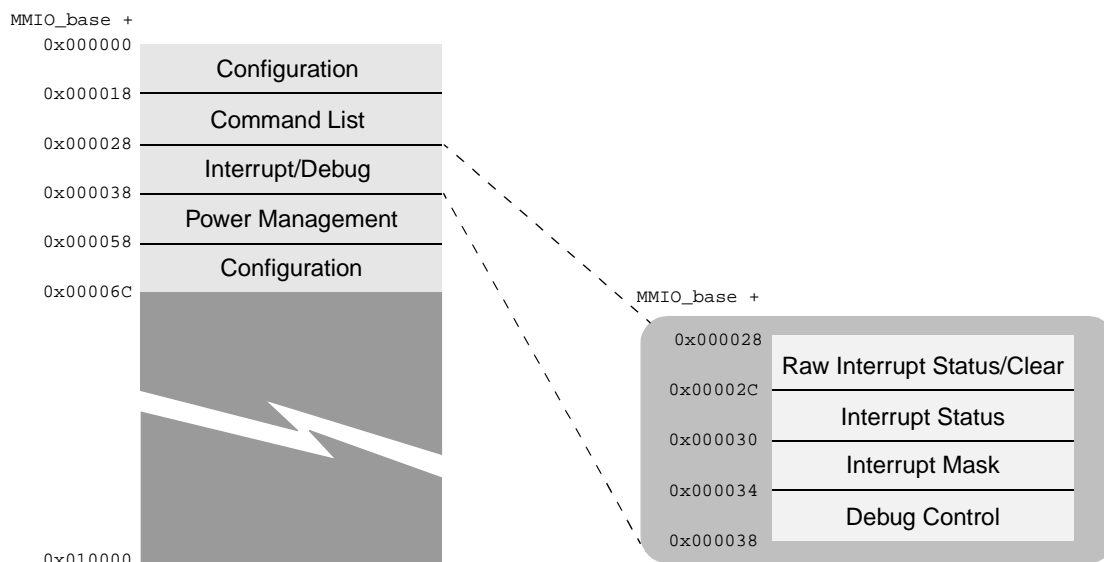 MMIO_base +
0x000000
Configuration
0x000018
Command List
0x000028
Interrupt/Debug
0x000038
Power Management
0x000058
Configuration
0x00006C
0x010000
MMIO_base +
0x000028
Raw Interrupt Status/Clear
0x00002C
Interrupt Status
0x000030
Interrupt Mask
0x000034
Debug Control
0x000038